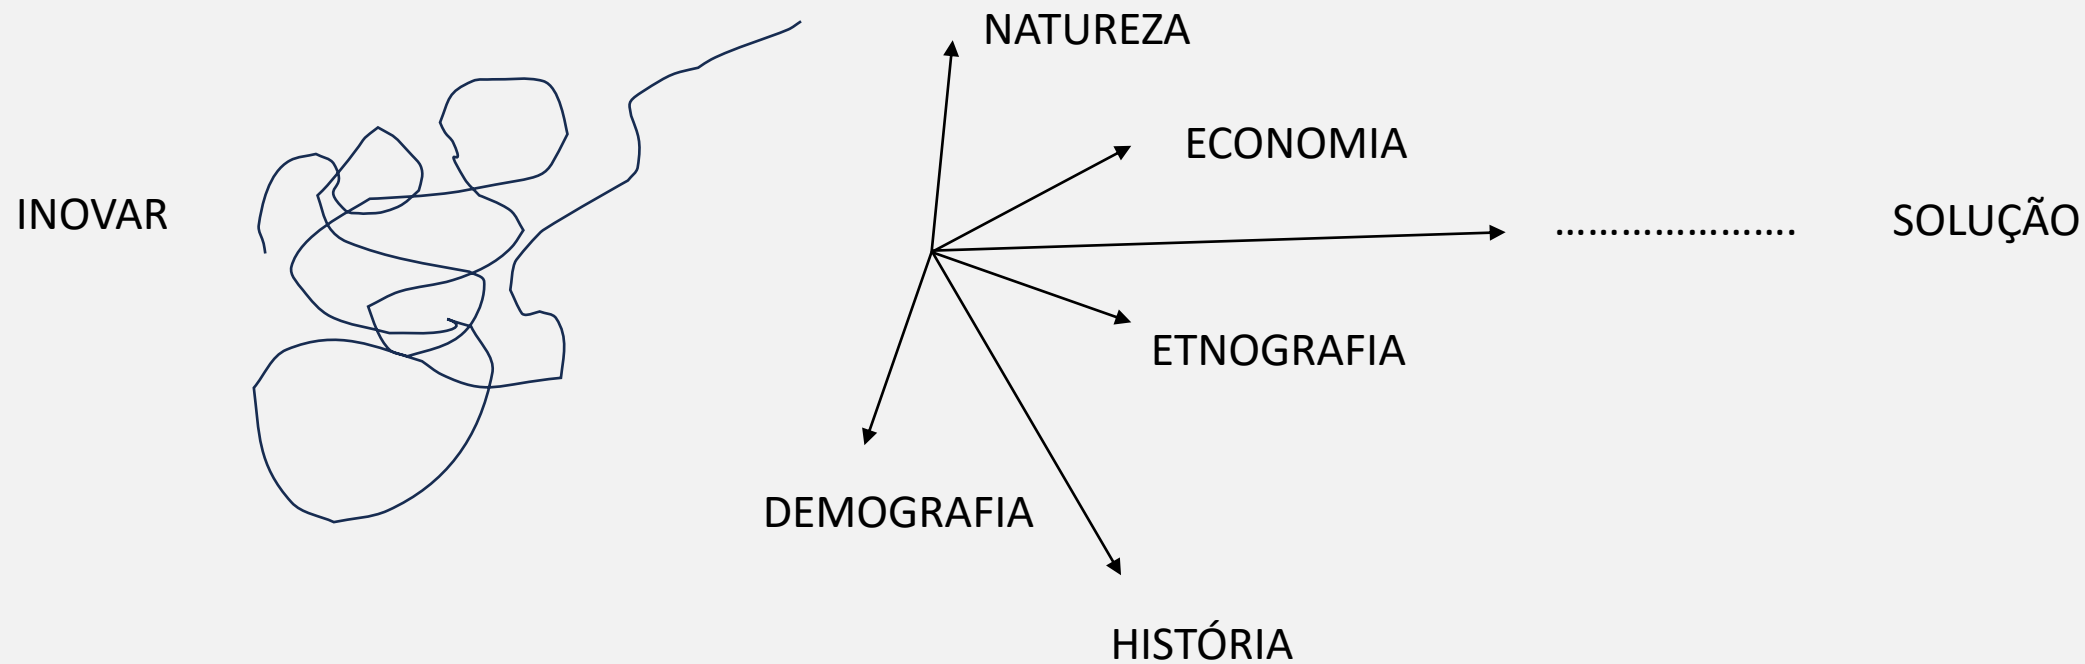 NATUREZA
ECONOMIA
INOVAR
.......................
SOLUÇÃO
ETNOGRAFIA
DEMOGRAFIA
HISTÓRIA